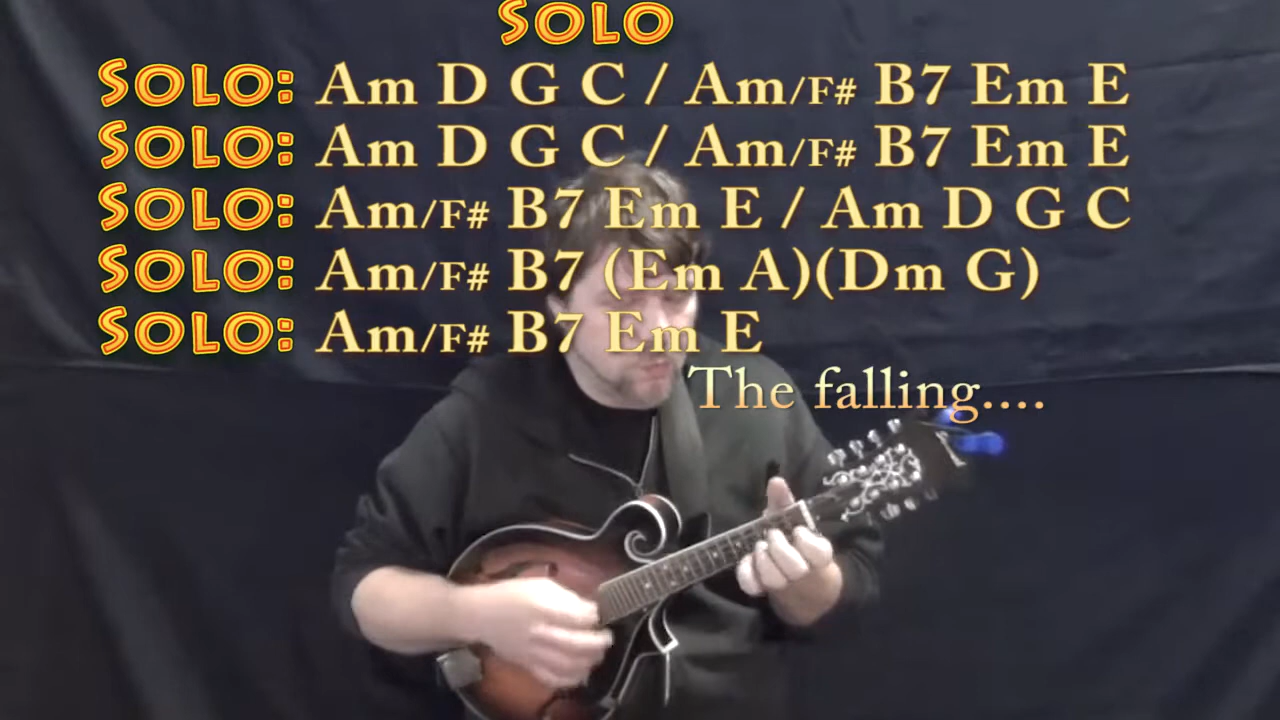 Solo
Solo: Am D G C / Am/F# B7 Em E
Solo: Am D G C / Am/F# B7 Em E
Solo: Am/F# B7 Em E / Am D G C
Solo: Am/F# B7 (Em A)(Dm G)
Solo: Am/F# B7 Em E
The falling....